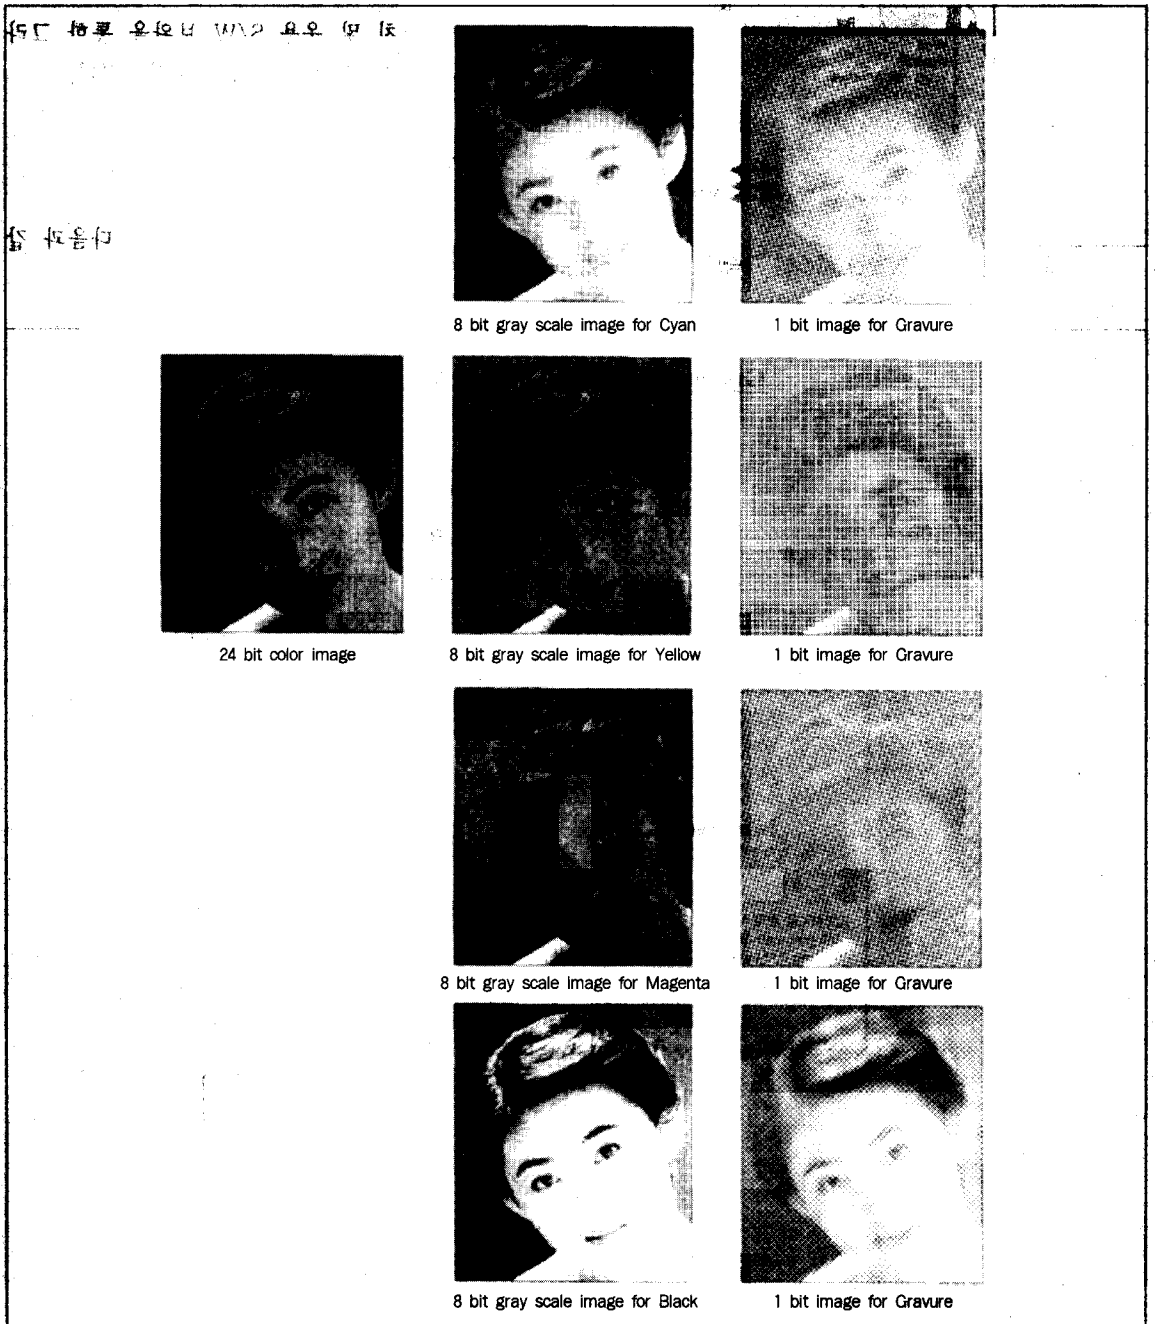 8 bit gray scale image for Cyan
1 bit image for Gravure
24 bit color image
8 bit gray scale image for Yellow
1 bit image for Gravure
8 bit gray scale image for Magenta
1 bit image for Gravure
8 bit gray scale image for Black
1 bit image for Gravure